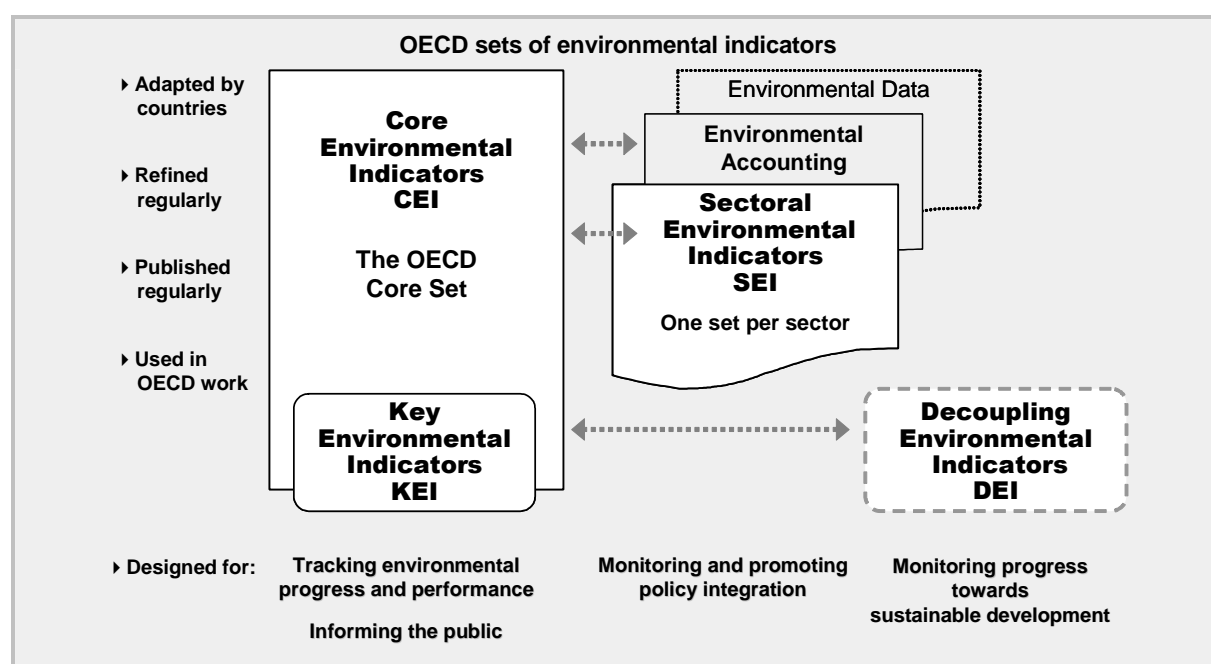 OECD sets of environmental indicators
Adapted by
countries
Refined
regularly
Published
regularly
Used in
OECD work
Core
Environmental
Indicators
CEI
The OECD
Core Set
Key
Environmental
Indicators
KEI
Environmental Data
Environmental
Accounting
Sectoral
Environmental
Indicators
SEI
One set per sector
Decoupling
Environmental
Indicators
DEI
Designed for:
Tracking environmental
progress and performance
Informing the public
Monitoring and promoting
policy integration
Monitoring progress
towards
sustainable development